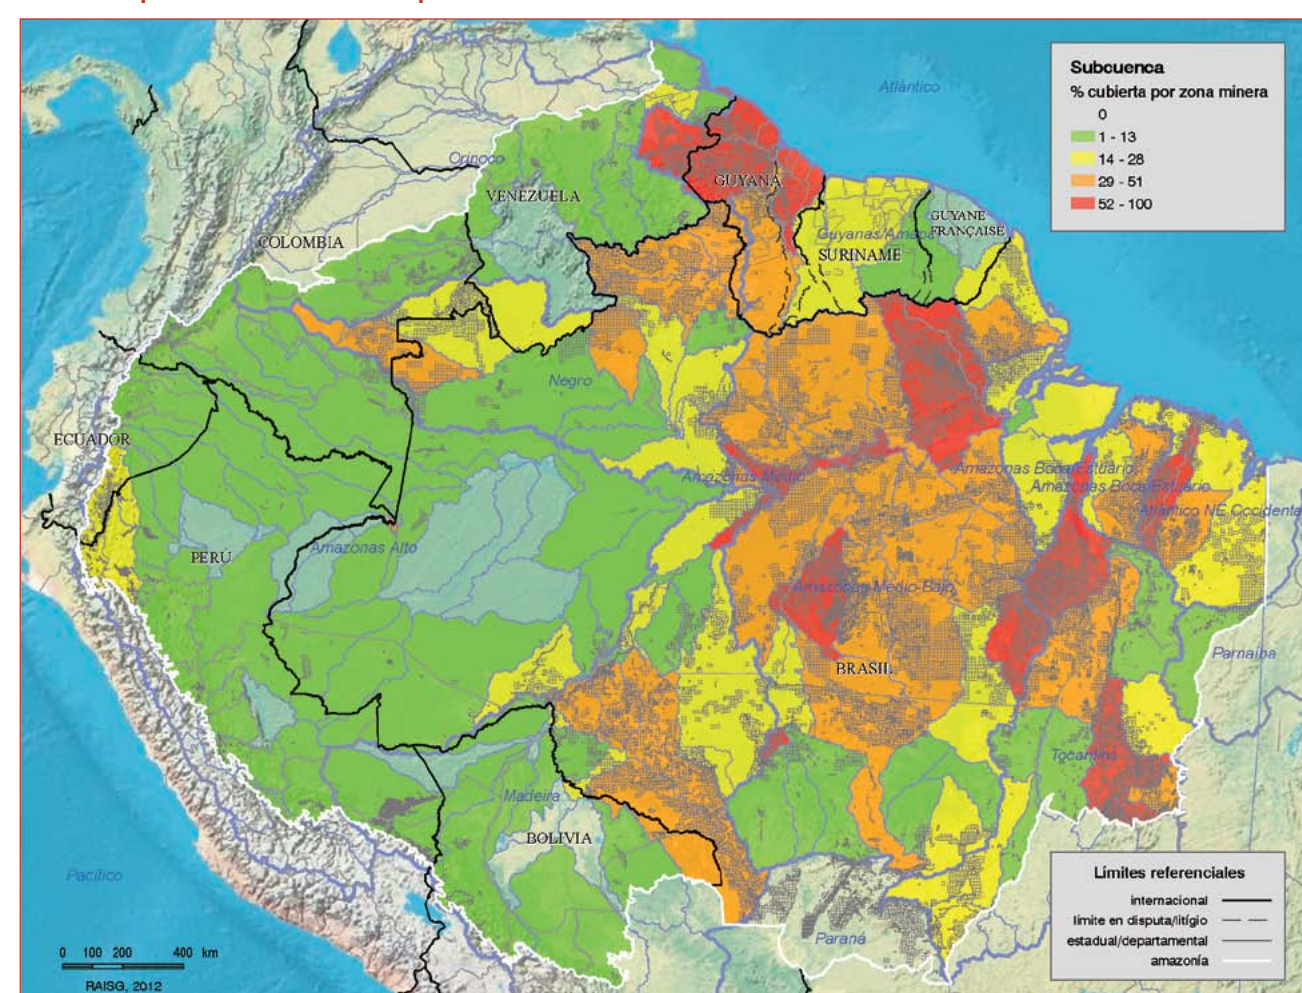 Atlántico
Subcuenca
% cubierta por zona minera
0
1 - 13
14 - 28
29 - 51
52 - 100
Orinoco
VENEZUELA
GUYANA
GUYANE
FRANÇAISE
COLOMBIA
SURINAME
Negro
ECUADOR
Amazonas Medio
Amazonas Boca/Estuario
Amazonas Boca/Estuario
Atlántico NE Occidental
PERÚ
Amazonas Alto
Amazonas Medio-Bajo
BRASIL
Parnaíba
Tocantins
Madeira
BOLIVIA
Pacífico
Paraná
Límites referenciales
internacional
límite en disputa/litígio
estadual/departamental
amazonía
0 100 200 400 km
RAISG, 2012